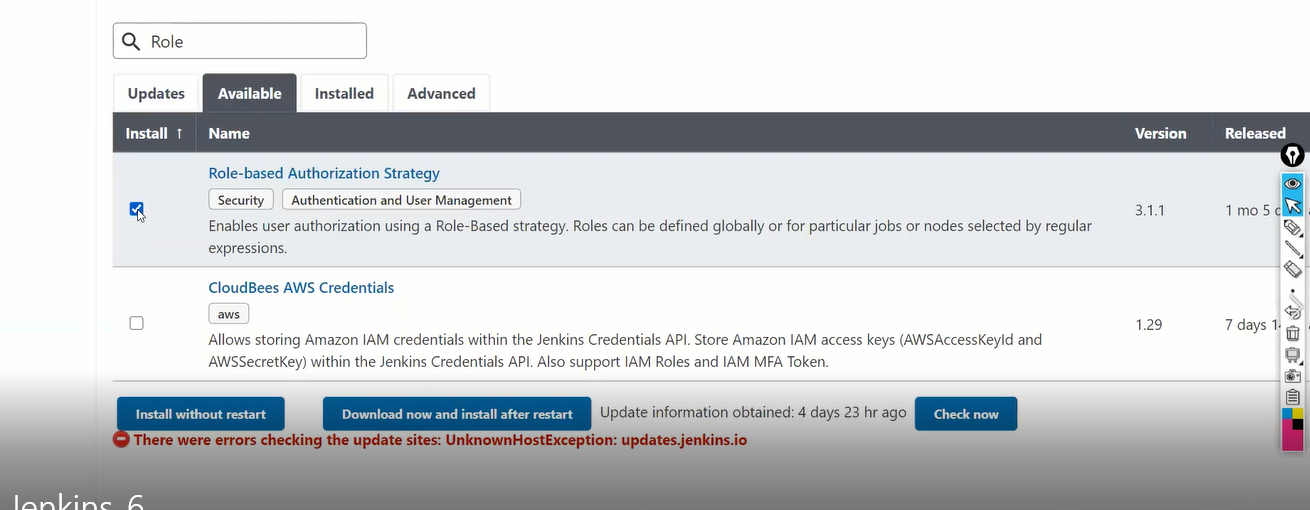 Role
Updates Available Installed Advanced
Install ↑ Name Version Released
Role-based Authorization Strategy
Security Authentication and User Management
Enables user authorization using a Role-Based strategy. Roles can be defined globally or for particular jobs or nodes selected by regular
expressions.
3.1.1 1 mo 5
CloudBees AWS Credentials
aws
Allows storing Amazon IAM credentials within the Jenkins Credentials API. Store Amazon IAM access keys (AWSAccessKeyId and
AWSSecretKey) within the Jenkins Credentials API. Also support IAM Roles and IAM MFA Token.
1.29 7 days
Install without restart Download now and install after restart Update information obtained: 4 days 23 hr ago Check now
There were errors checking the update sites: UnknownHostException: updates.jenkins.io
Jenkins 6